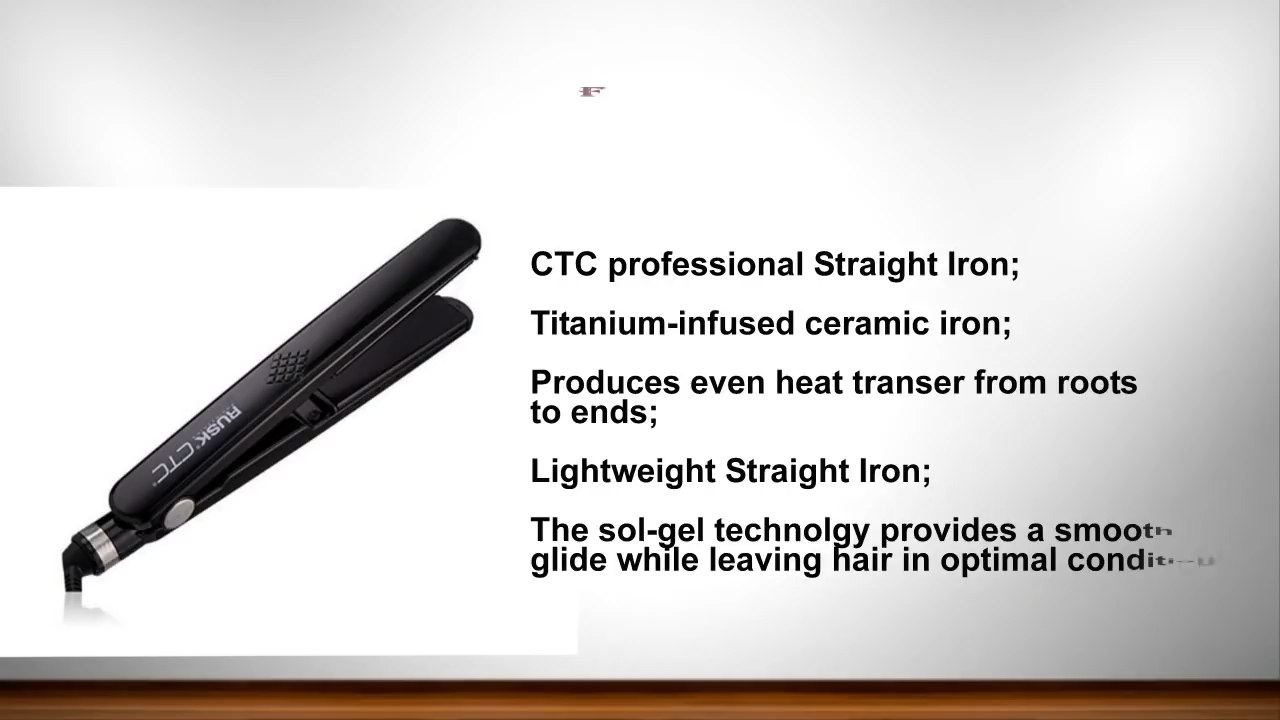 F
CTC professional Straight Iron;
Titanium-infused ceramic iron;
Produces even heat transer from roots
to ends;
Lightweight Straight Iron;
The sol-gel technolgy provides a smooth
glide while leaving hair in optimal
RUSK CTC